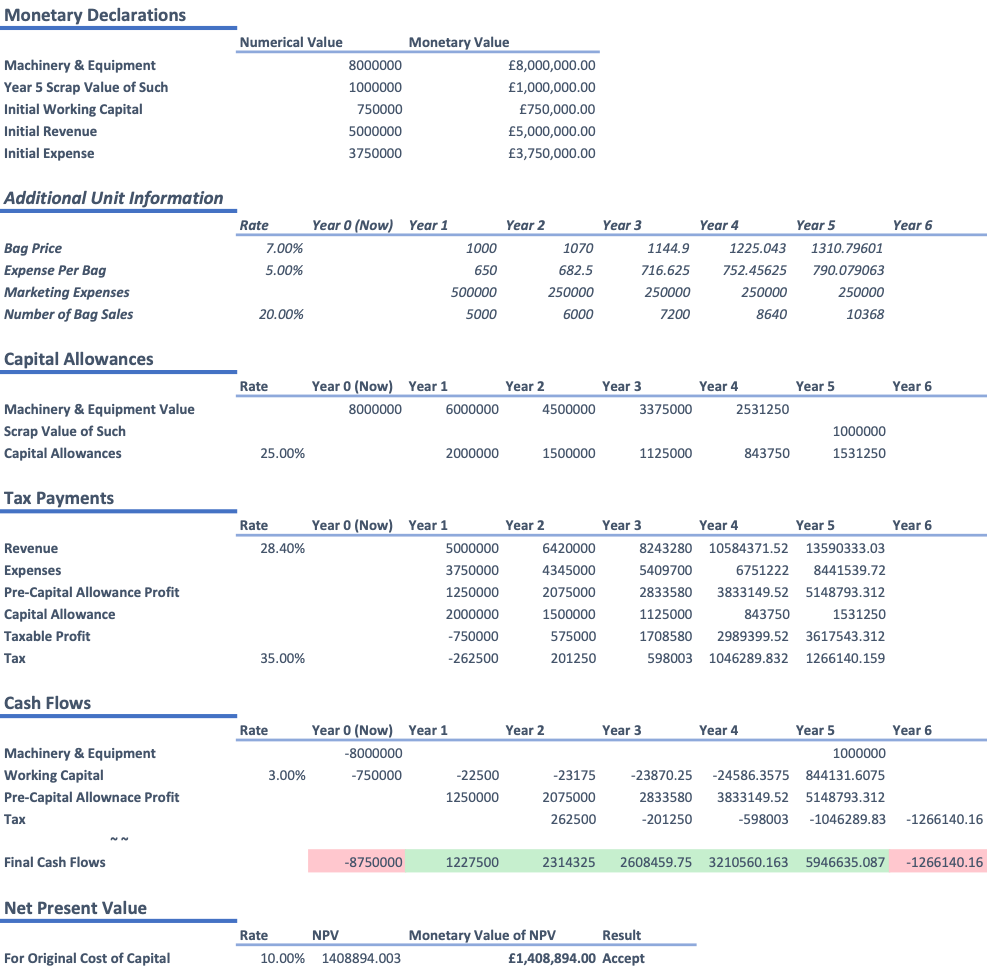 Monetary Declarations
Numerical Value Monetary Value
Machinery & Equipment 8000000 £8,000,000.00
Year 5 Scrap Value of Such 1000000 £1,000,000.00
Initial Working Capital 750000 £750,000.00
Initial Revenue 5000000 £5,000,000.00
Initial Expense 3750000 £3,750,000.00
Additional Unit Information
Rate Year 0 (Now) Year 1 Year 2 Year 3 Year 4 Year 5 Year 6
Bag Price 7.00% 1000 1070 1144.9 1225.043 1310.79601
Expense Per Bag 5.00% 650 682.5 716.625 752.45625 790.079063
Marketing Expenses 500000 250000 250000 250000 250000
Number of Bag Sales 20.00% 5000 6000 7200 8640 10368
Capital Allowances
Rate Year 0 (Now) Year 1 Year 2 Year 3 Year 4 Year 5 Year 6
Machinery & Equipment Value 8000000 6000000 4500000 3375000 2531250
Scrap Value of Such 1000000
Capital Allowances 25.00% 2000000 1500000 1125000 843750 1531250
Tax Payments
Rate Year 0 (Now) Year 1 Year 2 Year 3 Year 4 Year 5 Year 6
Revenue 28.40% 5000000 6420000 8243280 10584371.52 13590333.03
Expenses 3750000 4345000 5409700 6751222 8441539.72
Pre-Capital Allowance Profit 1250000 2075000 2833580 3833149.52 5148793.312
Capital Allowance 2000000 1500000 1125000 843750 1531250
Taxable Profit -750000 575000 1708580 2989399.52 3617543.312
Tax 35.00% -262500 201250 598003 1046289.832 1266140.159
Cash Flows
Rate Year 0 (Now) Year 1 Year 2 Year 3 Year 4 Year 5 Year 6
Machinery & Equipment -8000000 1000000
Working Capital 3.00% -750000 -22500 -23175 -23870.25 -24586.3575 844131.6075
Pre-Capital Allownace Profit 1250000 2075000 2833580 3833149.52 5148793.312
Tax 262500 -201250 -598003 -1046289.83 -1266140.16
~ ~
Final Cash Flows -8750000 1227500 2314325 2608459.75 3210560.163 5946635.087 -1266140.16
Net Present Value
Rate NPV Monetary Value of NPV Result
For Original Cost of Capital 10.00% 1408894.003 £1,408,894.00 Accept